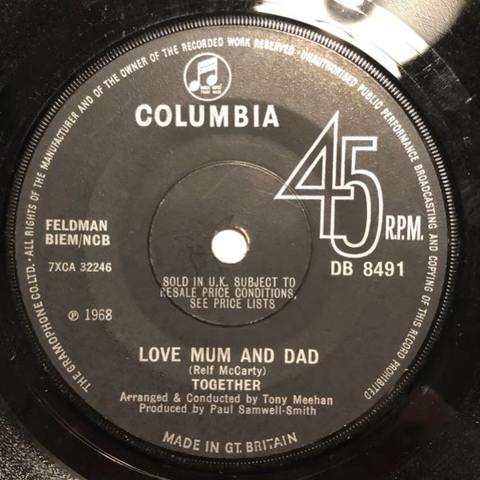 ALL RIGHTS OF THE MANUFACTURER AND OF THE OWNER OF THE RECORDED WORK RESERVED · UNAUTHORISED PUBLIC PERFORMANCE BROADCASTING AND COPYING OF THIS RECORD PROHIBITED
COLUMBIA
45 R.P.M.
FELDMAN
BIEM/NCB
DB 8491
7XCA 32246
SOLD IN U.K. SUBJECT TO
RESALE PRICE CONDITIONS,
SEE PRICE LISTS
℗ 1968
LOVE MUM AND DAD
(Relf McCarty)
TOGETHER
Arranged & Conducted by Tony Meehan
Produced by Paul Samwell-Smith
THE GRAMOPHONE CO. LTD.
MADE IN GT. BRITAIN